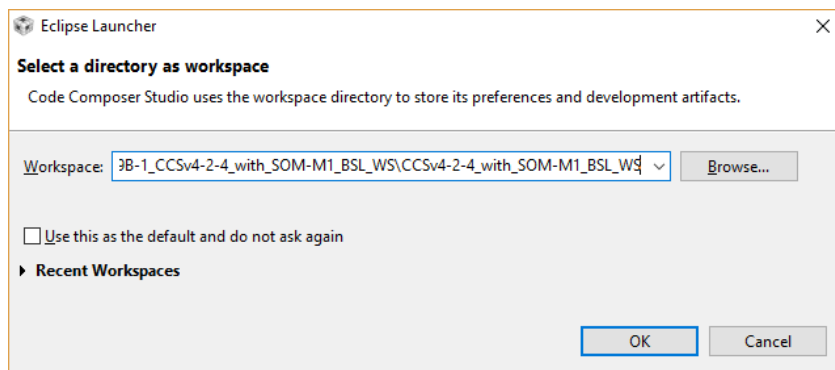 Eclipse Launcher
Select a directory as workspace
Code Composer Studio uses the workspace directory to store its preferences and development artifacts.
Workspace: 9B-1_CCSv4-2-4_with_SOM-M1_BSL_WS\CCSv4-2-4_with_SOM-M1_BSL_WS Browse...
Use this as the default and do not ask again
Recent Workspaces
OK Cancel